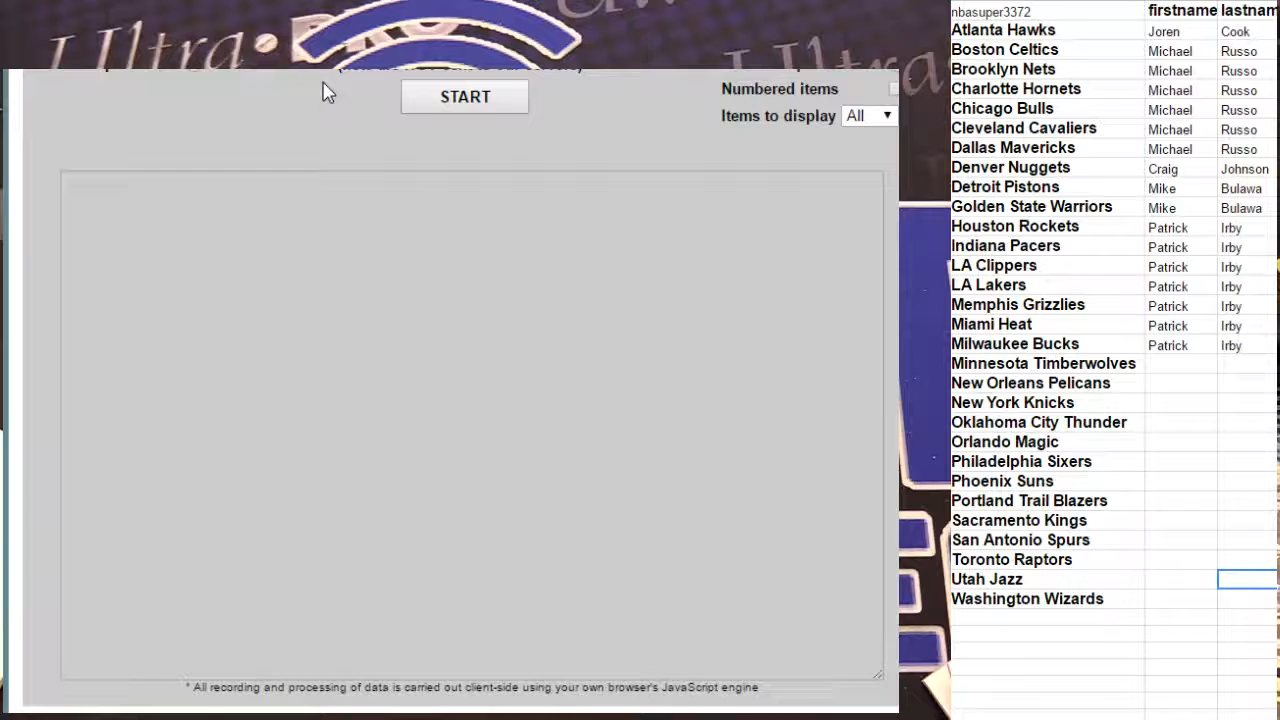 Ultra PRO
START
Numbered items
Items to display All
* All recording and processing of data is carried out client-side using your own browser's JavaScript engine
nbasuper3372 firstname lastnam
Atlanta Hawks Joren Cook
Boston Celtics Michael Russo
Brooklyn Nets Michael Russo
Charlotte Hornets Michael Russo
Chicago Bulls Michael Russo
Cleveland Cavaliers Michael Russo
Dallas Mavericks Michael Russo
Denver Nuggets Craig Johnson
Detroit Pistons Mike Bulawa
Golden State Warriors Mike Bulawa
Houston Rockets Patrick Irby
Indiana Pacers Patrick Irby
LA Clippers Patrick Irby
LA Lakers Patrick Irby
Memphis Grizzlies Patrick Irby
Miami Heat Patrick Irby
Milwaukee Bucks Patrick Irby
Minnesota Timberwolves
New Orleans Pelicans
New York Knicks
Oklahoma City Thunder
Orlando Magic
Philadelphia Sixers
Phoenix Suns
Portland Trail Blazers
Sacramento Kings
San Antonio Spurs
Toronto Raptors
Utah Jazz
Washington Wizards